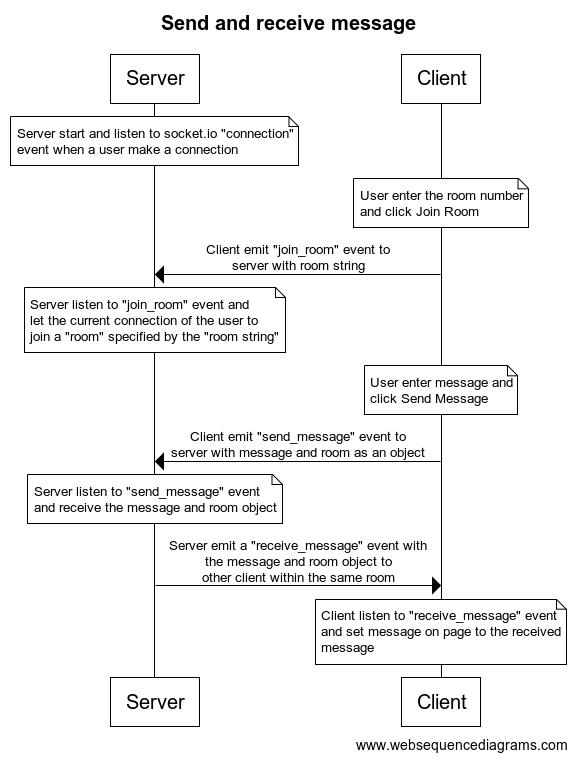 Send and receive message
Server
Client
Server start and listen to socket.io "connection"
event when a user make a connection
User enter the room number
and click Join Room
Client emit "join_room" event to
server with room string
Server listen to "join_room" event and
let the current connection of the user to
join a "room" specified by the "room string"
User enter message and
click Send Message
Client emit "send_message" event to
server with message and room as an object
Server listen to "send_message" event
and receive the message and room object
Server emit a "receive_message" event with
the message and room object to
other client within the same room
Client listen to "receive_message" event
and set message on page to the received
message
Server
Client
www.websequencediagrams.com